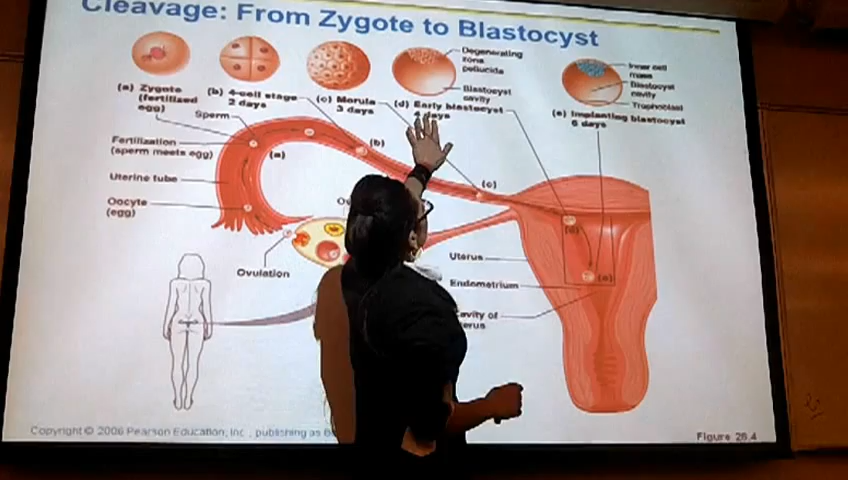 Cleavage: From Zygote to Blastocyst
Degenerating
zona
pellucida
Blastocyst
cavity
Inner cell
mass
Blastocyst
cavity
Trophoblast
(a) Zygote
(fertilized
egg)
(b) 4-cell stage
2 days
(c) Morula
3 days
(d) Early blastocyst
4 days
(e) Implanting blastocyst
6 days
Sperm
Fertilization
(sperm meets egg)
(a)
(b)
(c)
Uterine tube
Oocyte
(egg)
(d)
(e)
Ovulation
Uterus
Endometrium
Cavity of
uterus
Copyright © 2006 Pearson Education, Inc., publishing as B
Figure 28.4